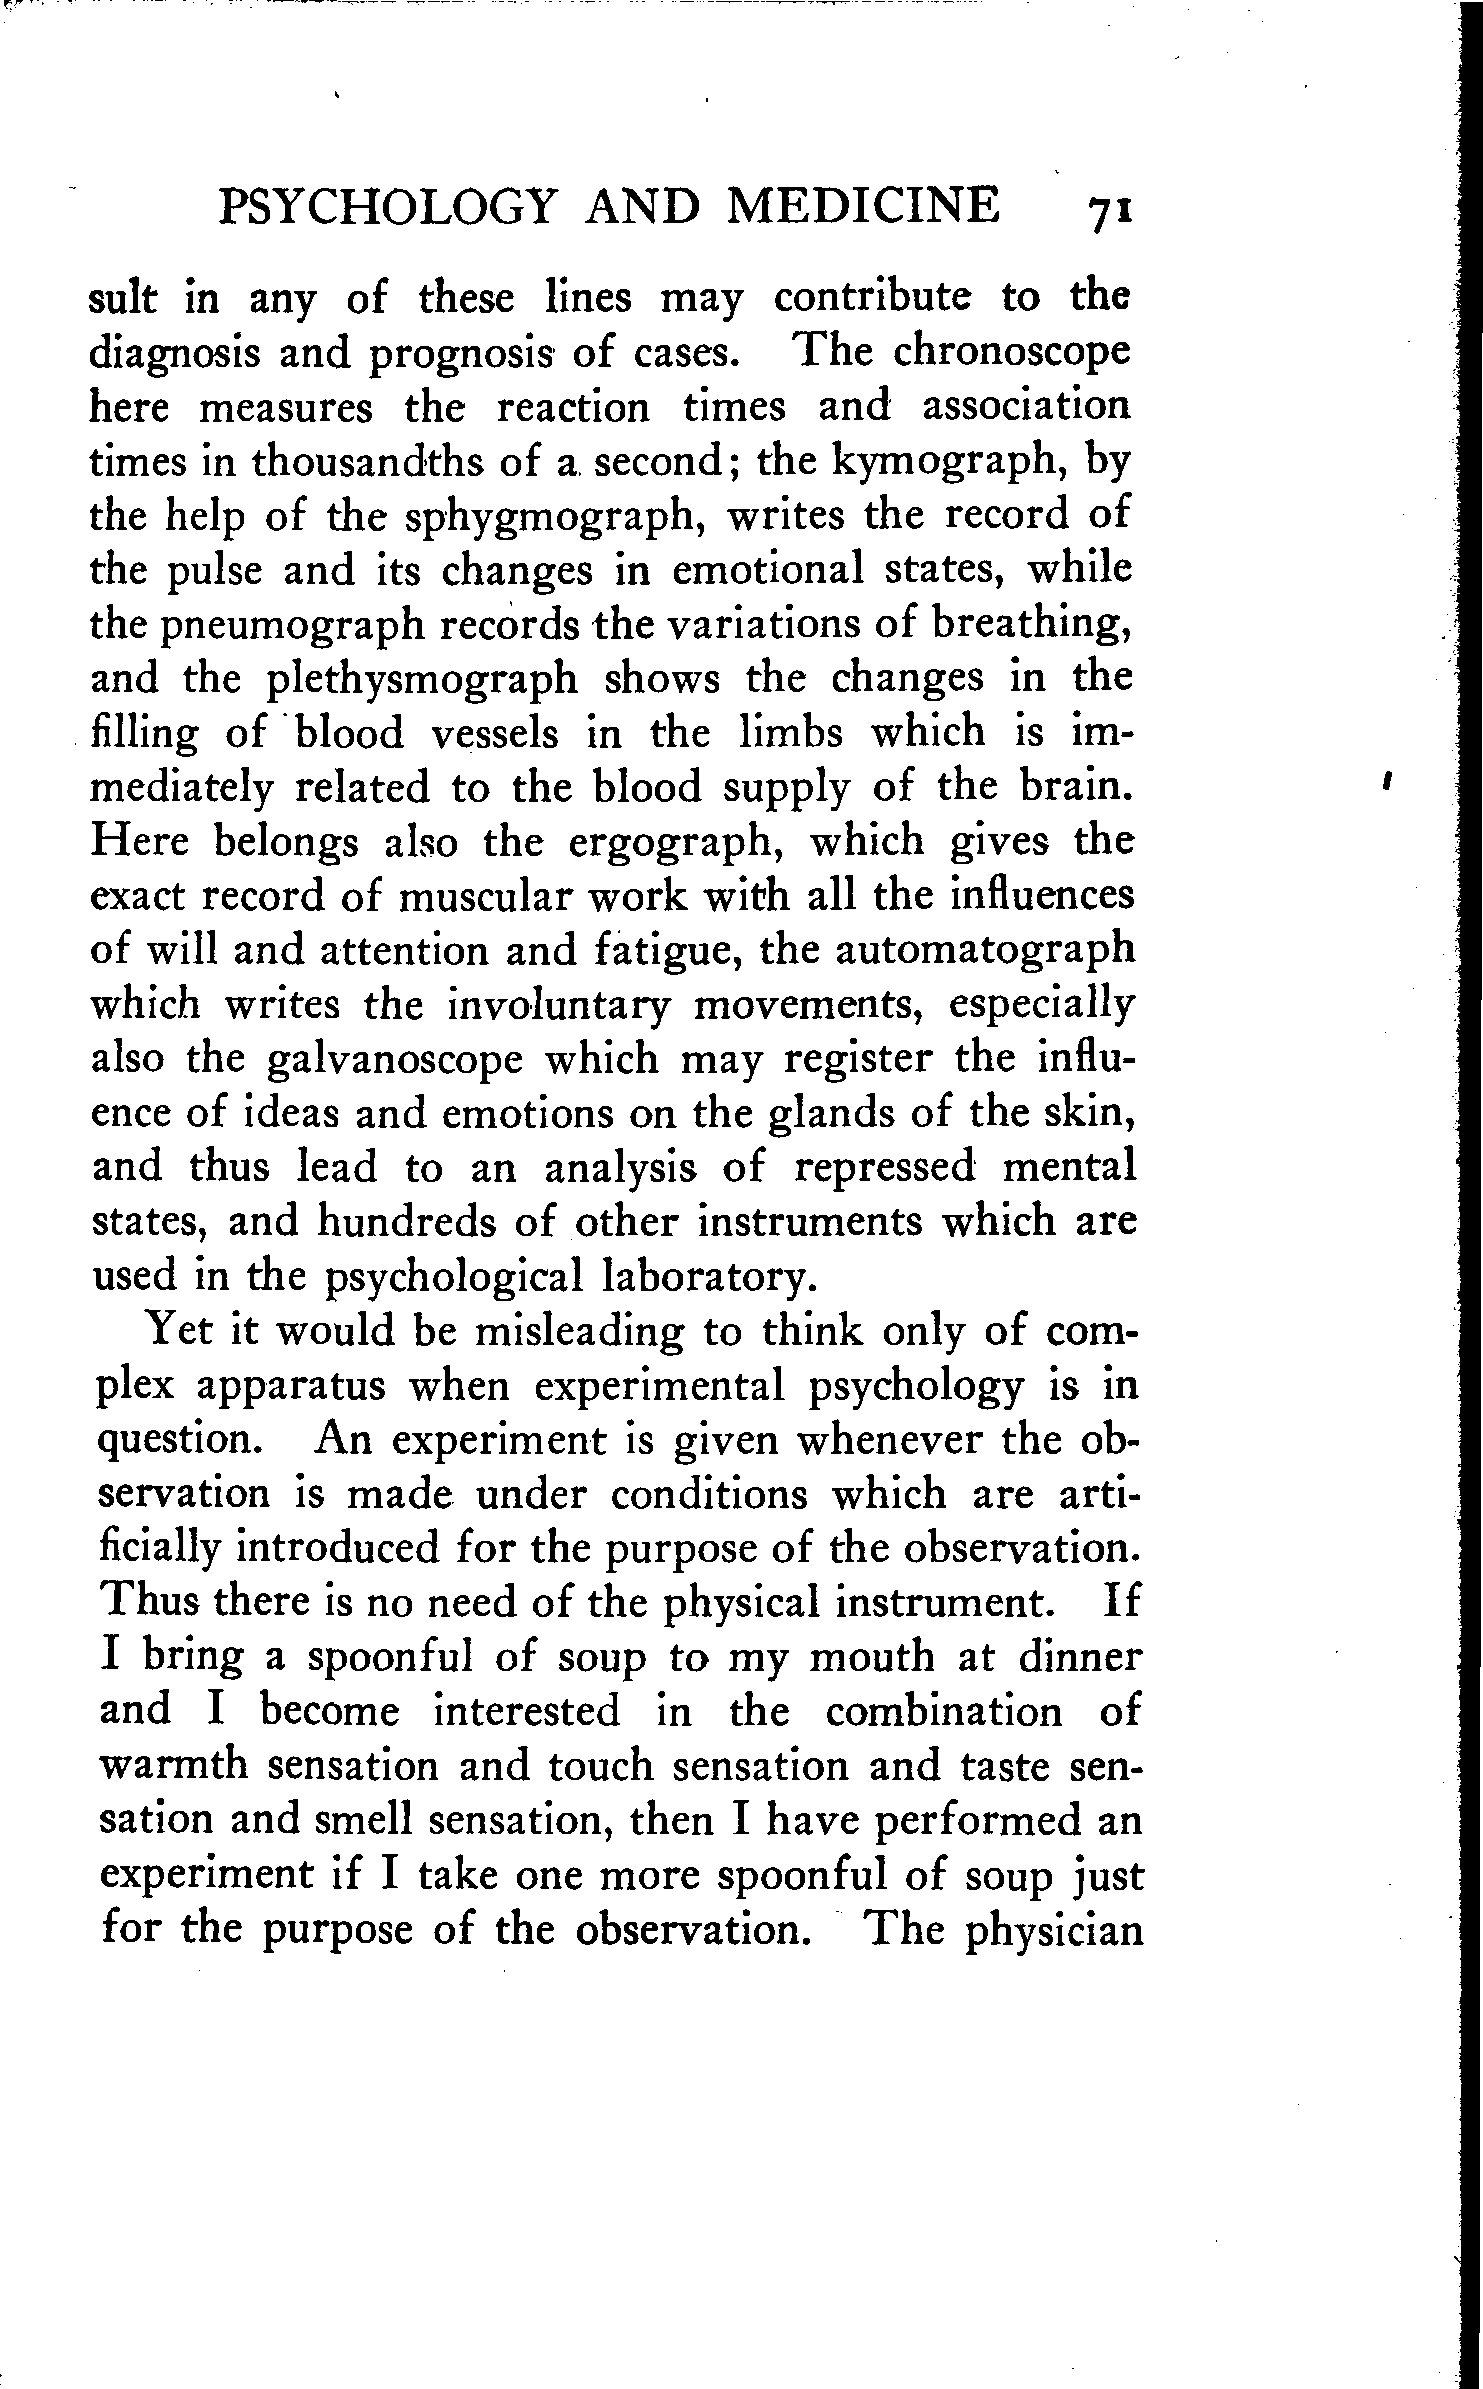 PSYCHOLOGY AND MEDICINE 71
sult in any of these lines may contribute to the
diagnosis and prognosis of cases. The chronoscope
here measures the reaction times and association
times in thousandths of a second; the kymograph, by
the help of the sphygmograph, writes the record of
the pulse and its changes in emotional states, while
the pneumograph records the variations of breathing,
and the plethysmograph shows the changes in the
filling of blood vessels in the limbs which is im-
mediately related to the blood supply of the brain.
Here belongs also the ergograph, which gives the
exact record of muscular work with all the influences
of will and attention and fatigue, the automatograph
which writes the involuntary movements, especially
also the galvanoscope which may register the influ-
ence of ideas and emotions on the glands of the skin,
and thus lead to an analysis of repressed mental
states, and hundreds of other instruments which are
used in the psychological laboratory.
Yet it would be misleading to think only of com-
plex apparatus when experimental psychology is in
question. An experiment is given whenever the ob-
servation is made under conditions which are arti-
ficially introduced for the purpose of the observation.
Thus there is no need of the physical instrument. If
I bring a spoonful of soup to my mouth at dinner
and I become interested in the combination of
warmth sensation and touch sensation and taste sen-
sation and smell sensation, then I have performed an
experiment if I take one more spoonful of soup just
for the purpose of the observation. The physician